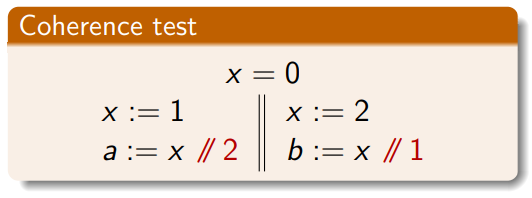 Coherence test
x = 0
x := 1 ‖ x := 2
a := x // 2 ‖ b := x // 1